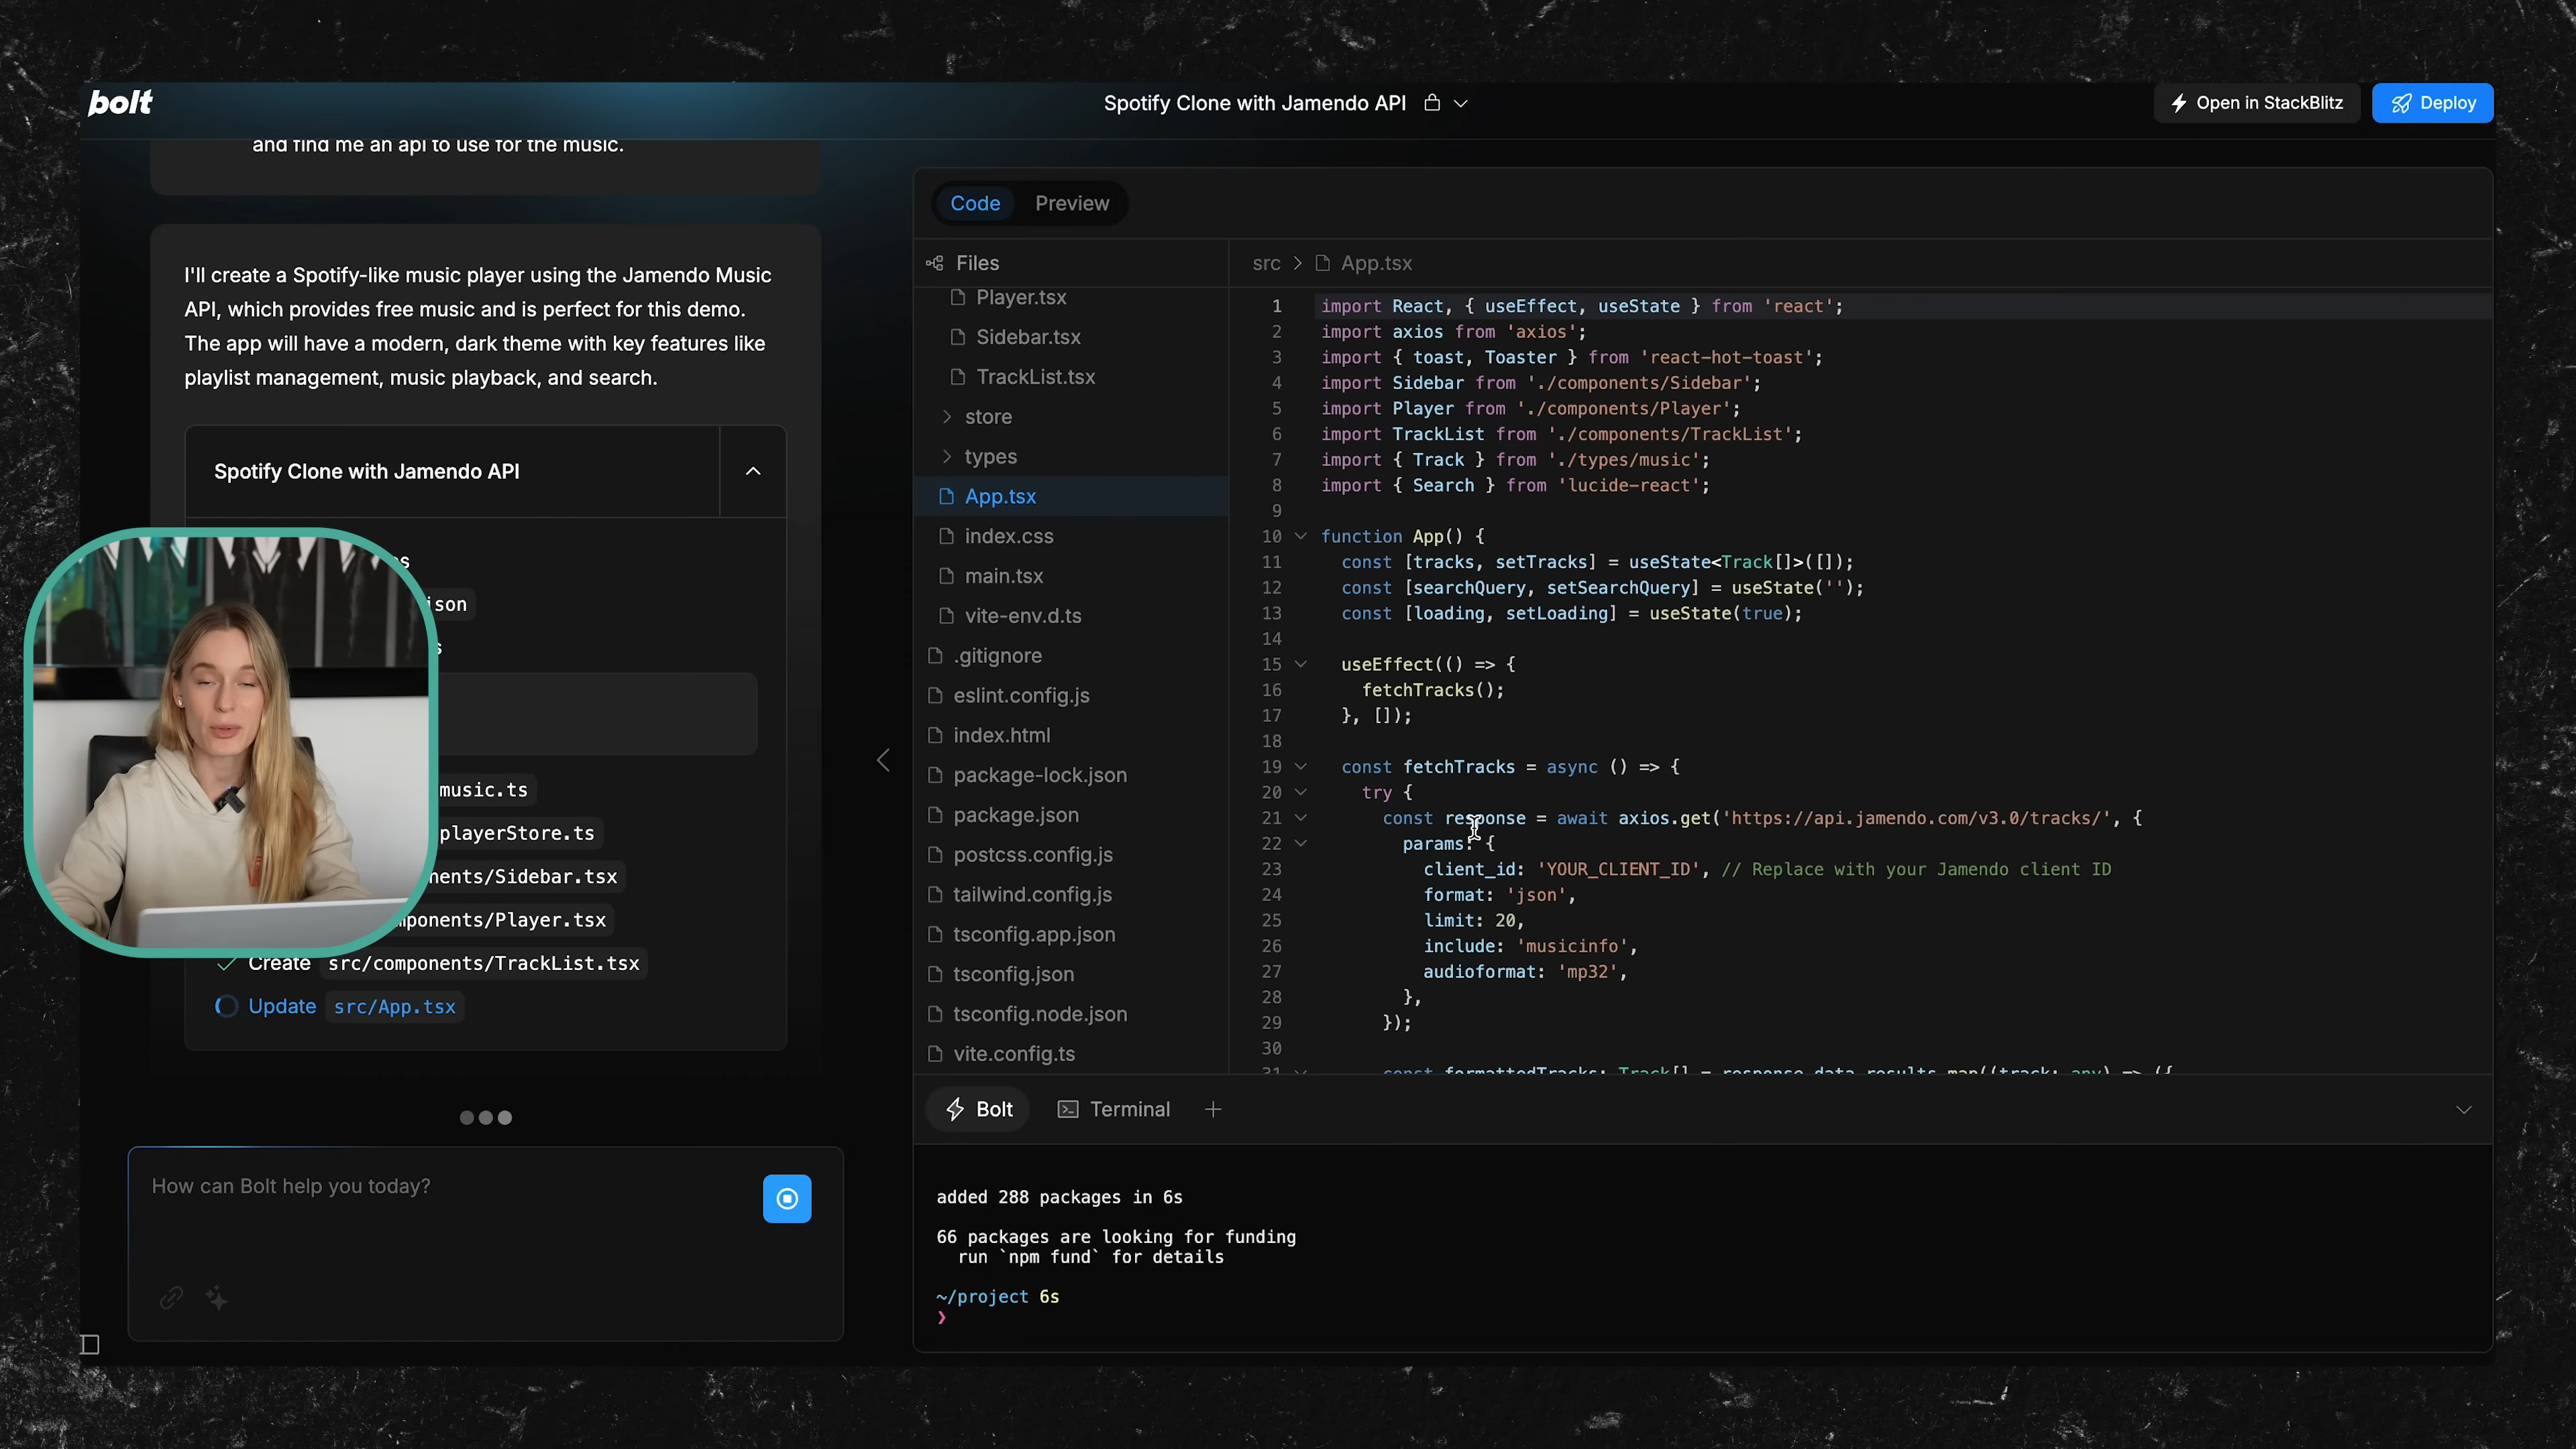 bolt
Spotify Clone with Jamendo API
Open in StackBlitz
Deploy
and find me an api to use for the music.
I'll create a Spotify-like music player using the Jamendo Music
API, which provides free music and is perfect for this demo.
The app will have a modern, dark theme with key features like
playlist management, music playback, and search.
Spotify Clone with Jamendo API
json
music.ts
playerStore.ts
nents/Sidebar.tsx
mponents/Player.tsx
Create src/components/TrackList.tsx
Update src/App.tsx
How can Bolt help you today?
Code
Preview
Files
Player.tsx
Sidebar.tsx
TrackList.tsx
store
types
App.tsx
index.css
main.tsx
vite-env.d.ts
.gitignore
eslint.config.js
index.html
package-lock.json
package.json
postcss.config.js
tailwind.config.js
tsconfig.app.json
tsconfig.json
tsconfig.node.json
vite.config.ts
src > App.tsx
1 import React, { useEffect, useState } from 'react';
2 import axios from 'axios';
3 import { toast, Toaster } from 'react-hot-toast';
4 import Sidebar from './components/Sidebar';
5 import Player from './components/Player';
6 import TrackList from './components/TrackList';
7 import { Track } from './types/music';
8 import { Search } from 'lucide-react';
9
10 function App() {
11 const [tracks, setTracks] = useState<Track[]>([]);
12 const [searchQuery, setSearchQuery] = useState('');
13 const [loading, setLoading] = useState(true);
14
15 useEffect(() => {
16 fetchTracks();
17 }, []);
18
19 const fetchTracks = async () => {
20 try {
21 const response = await axios.get('https://api.jamendo.com/v3.0/tracks/', {
22 params: {
23 client_id: 'YOUR_CLIENT_ID', // Replace with your Jamendo client ID
24 format: 'json',
25 limit: 20,
26 include: 'musicinfo',
27 audioformat: 'mp32',
28 },
29 });
30
31 const formattedTracks: Track[] = response.data.results.map((track: any) => ({
Bolt
Terminal
added 288 packages in 6s
66 packages are looking for funding
run `npm fund` for details
~/project 6s
❯